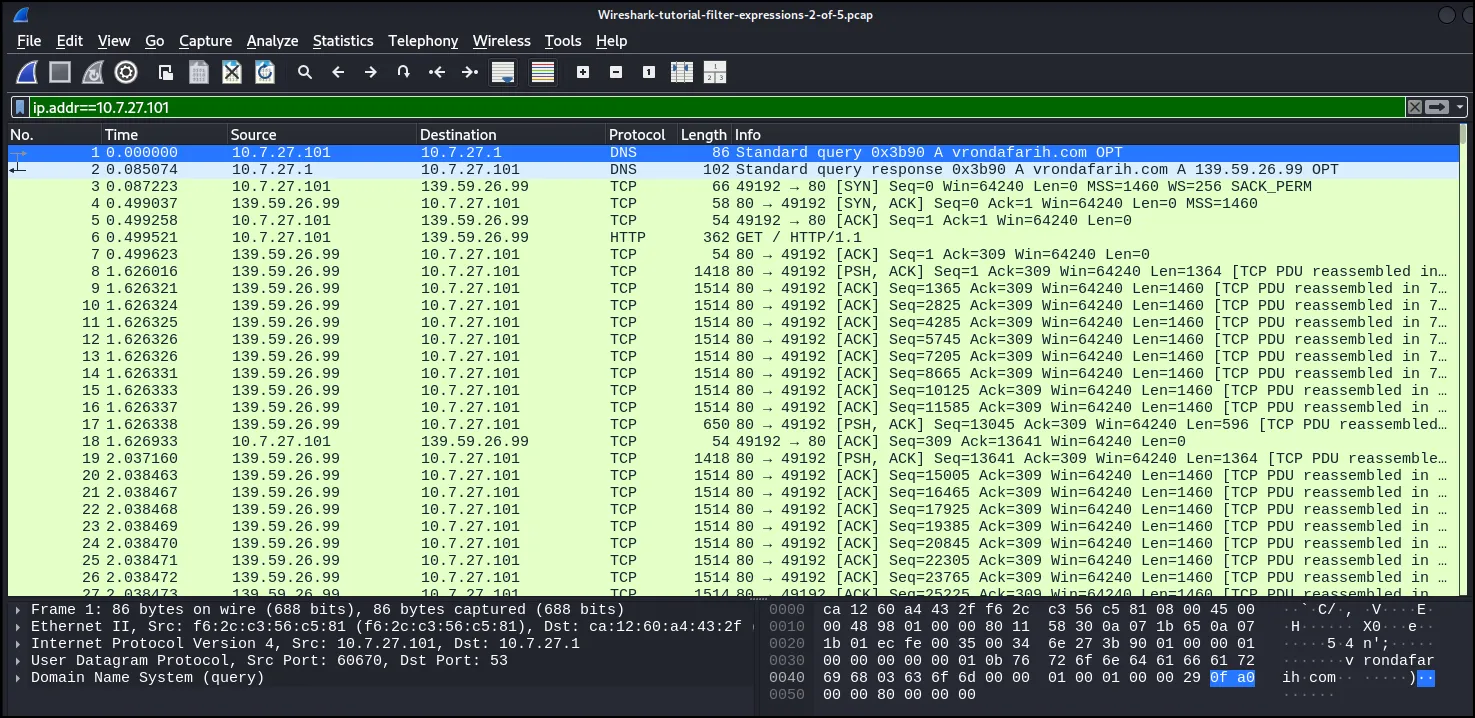 Wireshark-tutorial-filter-expressions-2-of-5.pcap
File Edit View Go Capture Analyze Statistics Telephony Wireless Tools Help
ip.addr==10.7.27.101
No. Time Source Destination Protocol Length Info
1 0.000000 10.7.27.101 10.7.27.1 DNS 86 Standard query 0x3b90 A vrondafarih.com OPT
2 0.085074 10.7.27.1 10.7.27.101 DNS 102 Standard query response 0x3b90 A vrondafarih.com A 139.59.26.99 OPT
3 0.087223 10.7.27.101 139.59.26.99 TCP 66 49192 → 80 [SYN] Seq=0 Win=64240 Len=0 MSS=1460 WS=256 SACK_PERM
4 0.499037 139.59.26.99 10.7.27.101 TCP 58 80 → 49192 [SYN, ACK] Seq=0 Ack=1 Win=64240 Len=0 MSS=1460
5 0.499258 10.7.27.101 139.59.26.99 TCP 54 49192 → 80 [ACK] Seq=1 Ack=1 Win=64240 Len=0
6 0.499521 10.7.27.101 139.59.26.99 HTTP 362 GET / HTTP/1.1
7 0.499623 139.59.26.99 10.7.27.101 TCP 54 80 → 49192 [ACK] Seq=1 Ack=309 Win=64240 Len=0
8 1.626016 139.59.26.99 10.7.27.101 TCP 1418 80 → 49192 [PSH, ACK] Seq=1 Ack=309 Win=64240 Len=1364 [TCP PDU reassembled in…
9 1.626321 139.59.26.99 10.7.27.101 TCP 1514 80 → 49192 [ACK] Seq=1365 Ack=309 Win=64240 Len=1460 [TCP PDU reassembled in 7…
10 1.626324 139.59.26.99 10.7.27.101 TCP 1514 80 → 49192 [ACK] Seq=2825 Ack=309 Win=64240 Len=1460 [TCP PDU reassembled in 7…
11 1.626325 139.59.26.99 10.7.27.101 TCP 1514 80 → 49192 [ACK] Seq=4285 Ack=309 Win=64240 Len=1460 [TCP PDU reassembled in 7…
12 1.626326 139.59.26.99 10.7.27.101 TCP 1514 80 → 49192 [ACK] Seq=5745 Ack=309 Win=64240 Len=1460 [TCP PDU reassembled in 7…
13 1.626326 139.59.26.99 10.7.27.101 TCP 1514 80 → 49192 [ACK] Seq=7205 Ack=309 Win=64240 Len=1460 [TCP PDU reassembled in 7…
14 1.626331 139.59.26.99 10.7.27.101 TCP 1514 80 → 49192 [ACK] Seq=8665 Ack=309 Win=64240 Len=1460 [TCP PDU reassembled in 7…
15 1.626333 139.59.26.99 10.7.27.101 TCP 1514 80 → 49192 [ACK] Seq=10125 Ack=309 Win=64240 Len=1460 [TCP PDU reassembled in …
16 1.626337 139.59.26.99 10.7.27.101 TCP 1514 80 → 49192 [ACK] Seq=11585 Ack=309 Win=64240 Len=1460 [TCP PDU reassembled in …
17 1.626338 139.59.26.99 10.7.27.101 TCP 650 80 → 49192 [PSH, ACK] Seq=13045 Ack=309 Win=64240 Len=596 [TCP PDU reassembled…
18 1.626933 10.7.27.101 139.59.26.99 TCP 54 49192 → 80 [ACK] Seq=309 Ack=13641 Win=64240 Len=0
19 2.037160 139.59.26.99 10.7.27.101 TCP 1418 80 → 49192 [PSH, ACK] Seq=13641 Ack=309 Win=64240 Len=1364 [TCP PDU reassemble…
20 2.038463 139.59.26.99 10.7.27.101 TCP 1514 80 → 49192 [ACK] Seq=15005 Ack=309 Win=64240 Len=1460 [TCP PDU reassembled in …
21 2.038467 139.59.26.99 10.7.27.101 TCP 1514 80 → 49192 [ACK] Seq=16465 Ack=309 Win=64240 Len=1460 [TCP PDU reassembled in …
22 2.038468 139.59.26.99 10.7.27.101 TCP 1514 80 → 49192 [ACK] Seq=17925 Ack=309 Win=64240 Len=1460 [TCP PDU reassembled in …
23 2.038469 139.59.26.99 10.7.27.101 TCP 1514 80 → 49192 [ACK] Seq=19385 Ack=309 Win=64240 Len=1460 [TCP PDU reassembled in …
24 2.038470 139.59.26.99 10.7.27.101 TCP 1514 80 → 49192 [ACK] Seq=20845 Ack=309 Win=64240 Len=1460 [TCP PDU reassembled in …
25 2.038471 139.59.26.99 10.7.27.101 TCP 1514 80 → 49192 [ACK] Seq=22305 Ack=309 Win=64240 Len=1460 [TCP PDU reassembled in …
26 2.038472 139.59.26.99 10.7.27.101 TCP 1514 80 → 49192 [ACK] Seq=23765 Ack=309 Win=64240 Len=1460 [TCP PDU reassembled in …
27 2.038473 139.59.26.99 10.7.27.101 TCP 1514 80 → 49192 [ACK] Seq=25225 Ack=309 Win=64240 Len=1460 [TCP PDU reassembled in …
Frame 1: 86 bytes on wire (688 bits), 86 bytes captured (688 bits)
Ethernet II, Src: f6:2c:c3:56:c5:81 (f6:2c:c3:56:c5:81), Dst: ca:12:60:a4:43:2f
Internet Protocol Version 4, Src: 10.7.27.101, Dst: 10.7.27.1
User Datagram Protocol, Src Port: 60670, Dst Port: 53
Domain Name System (query)
0000 ca 12 60 a4 43 2f f6 2c c3 56 c5 81 08 00 45 00 ··`·C/·, ·V····E·
0010 00 48 98 01 00 00 80 11 58 30 0a 07 1b 65 0a 07 ·H······ X0···e··
0020 1b 01 ec fe 00 35 00 34 6e 27 3b 90 01 00 00 01 ·····5·4 n';·····
0030 00 00 00 00 00 01 0b 76 72 6f 6e 64 61 66 61 72 ·······v rondafar
0040 69 68 03 63 6f 6d 00 00 01 00 01 00 00 29 0f a0 ih·com·· ·····)··
0050 00 00 80 00 00 00 ······